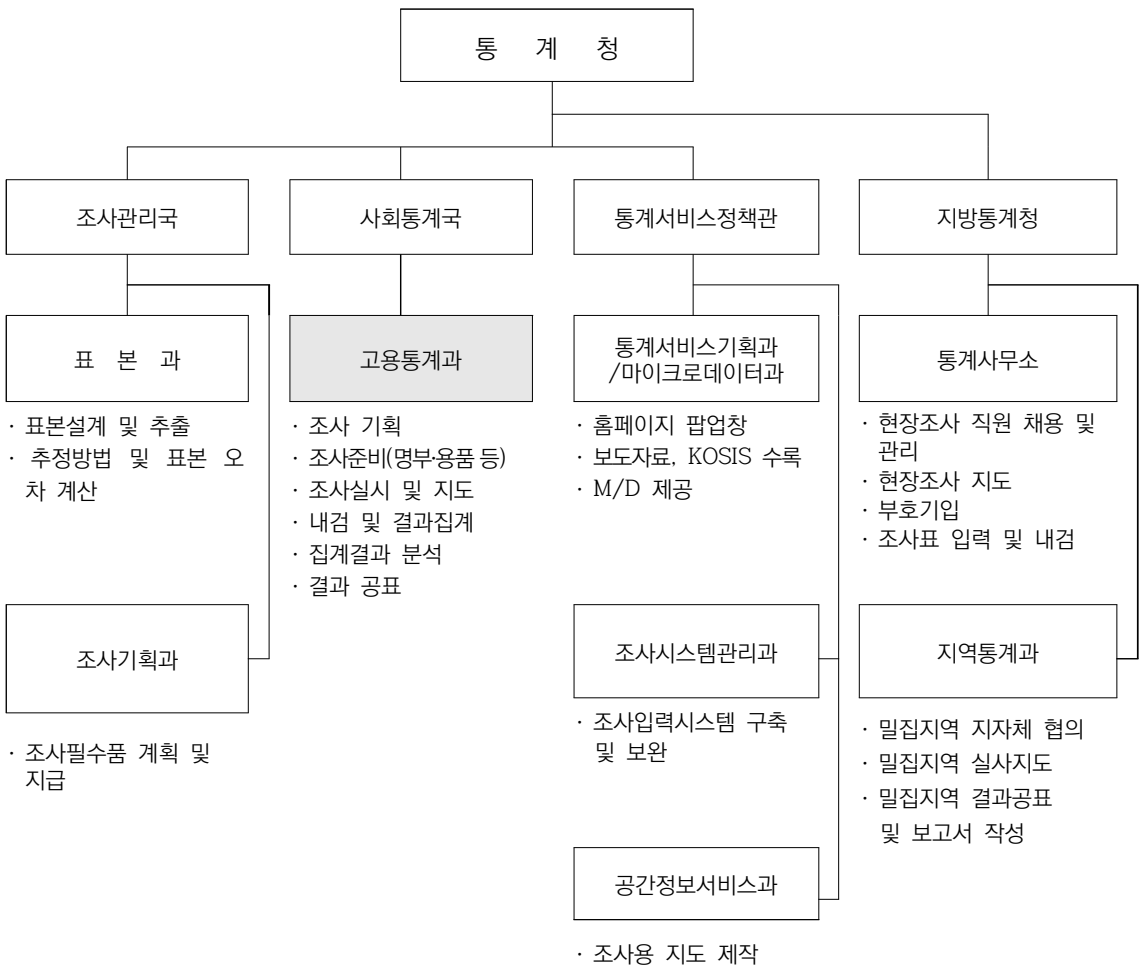 통 계 청
조사관리국
사회통계국
통계서비스정책관
지방통계청
표 본 과
· 표본설계 및 추출
· 추정방법 및 표본 오
차 계산
고용통계과
· 조사 기획
· 조사준비(명부·용품 등)
· 조사실시 및 지도
· 내검 및 결과집계
· 집계결과 분석
· 결과 공표
통계서비스기획과
/마이크로데이터과
· 홈페이지 팝업창
· 보도자료, KOSIS 수록
· M/D 제공
통계사무소
· 현장조사 직원 채용 및
관리
· 현장조사 지도
· 부호기입
· 조사표 입력 및 내검
조사기획과
· 조사필수품 계획 및
지급
조사시스템관리과
· 조사입력시스템 구축
및 보완
지역통계과
· 밀집지역 지자체 협의
· 밀집지역 실사지도
· 밀집지역 결과공표
및 보고서 작성
공간정보서비스과
· 조사용 지도 제작